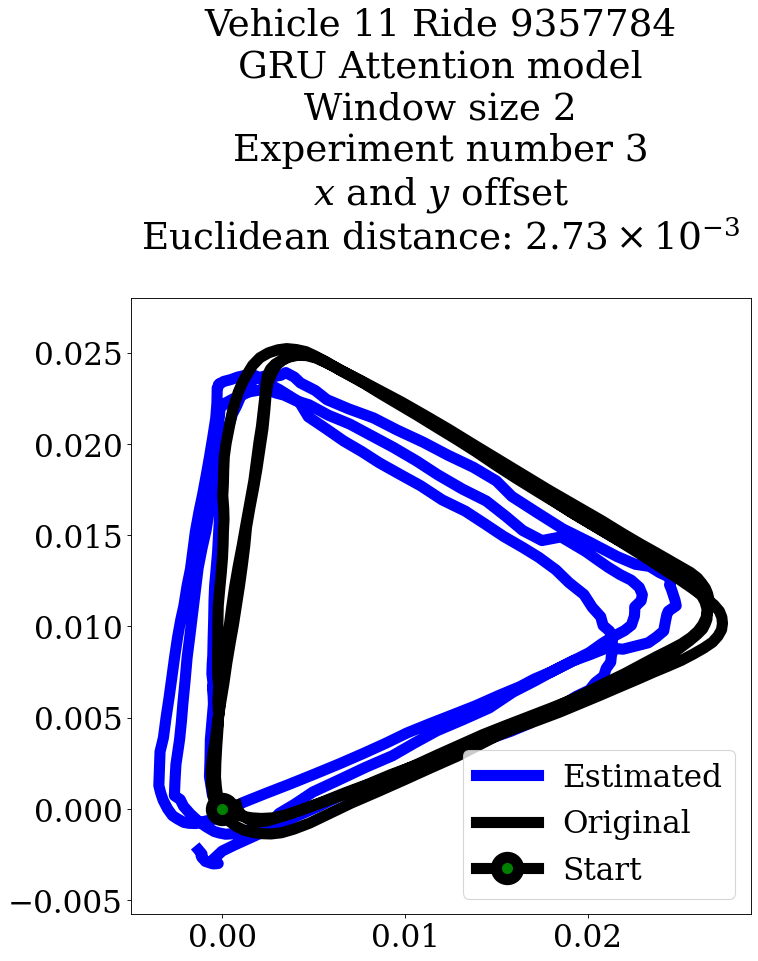 Vehicle 11 Ride 9357784
GRU Attention model
Window size 2
Experiment number 3
x and y offset
Euclidean distance: 2.73 × 10⁻³
0.025
0.020
0.015
0.010
0.005
0.000
−0.005
Estimated
Original
Start
0.00 0.01 0.02